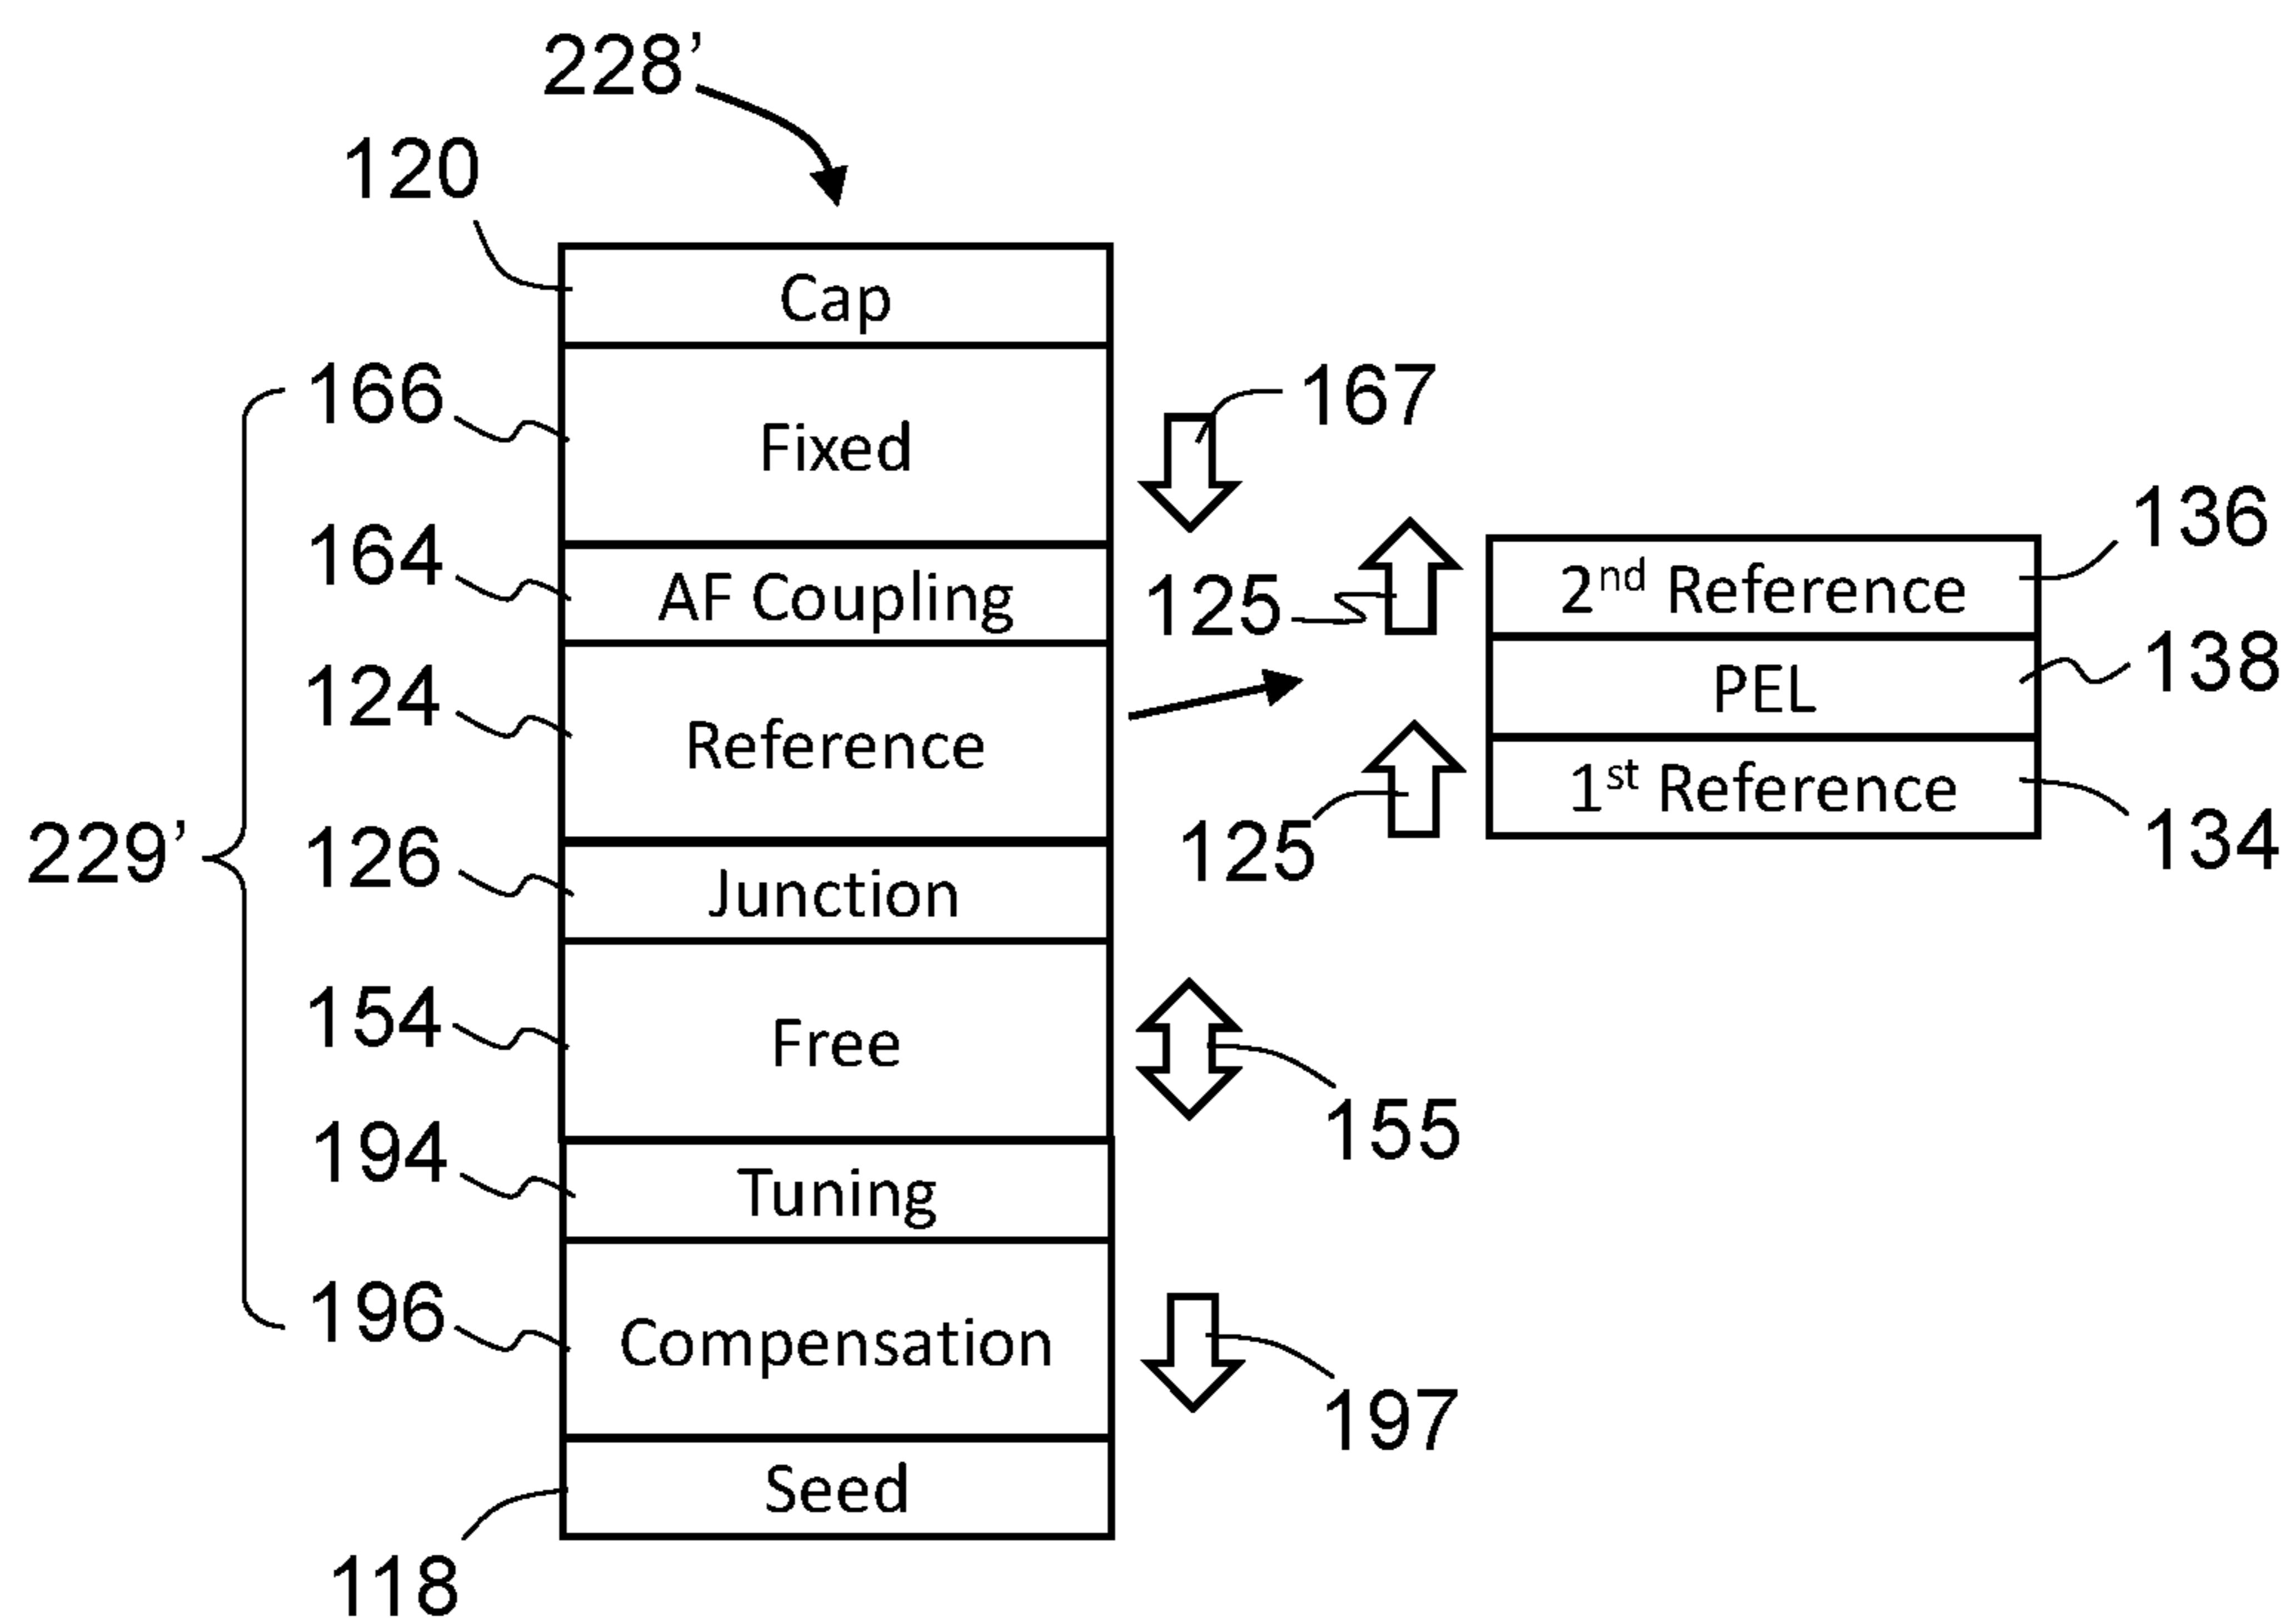 228’
120
Cap
166
Fixed
167
164
AF Coupling
125
2nd Reference
136
PEL
138
124
Reference
125
1st Reference
134
229’
126
Junction
154
Free
155
194
Tuning
196
Compensation
197
Seed
118